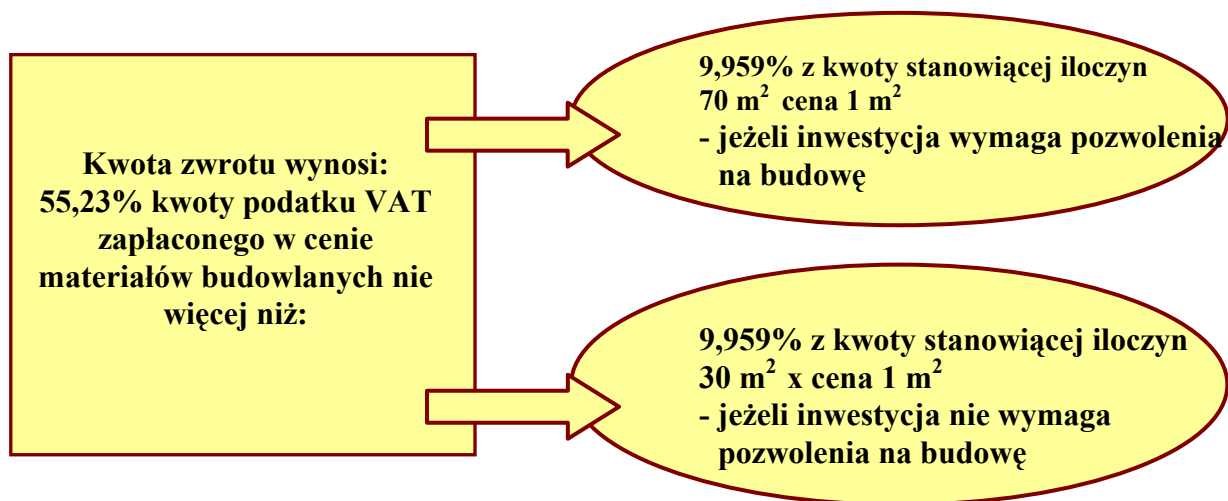 Kwota zwrotu wynosi:
55,23% kwoty podatku VAT
zapłaconego w cenie
materiałów budowlanych nie
więcej niż:
9,959% z kwoty stanowiącej iloczyn
70 m² cena 1 m²
- jeżeli inwestycja wymaga pozwolenia
na budowę
9,959% z kwoty stanowiącej iloczyn
30 m² x cena 1 m²
- jeżeli inwestycja nie wymaga
pozwolenia na budowę